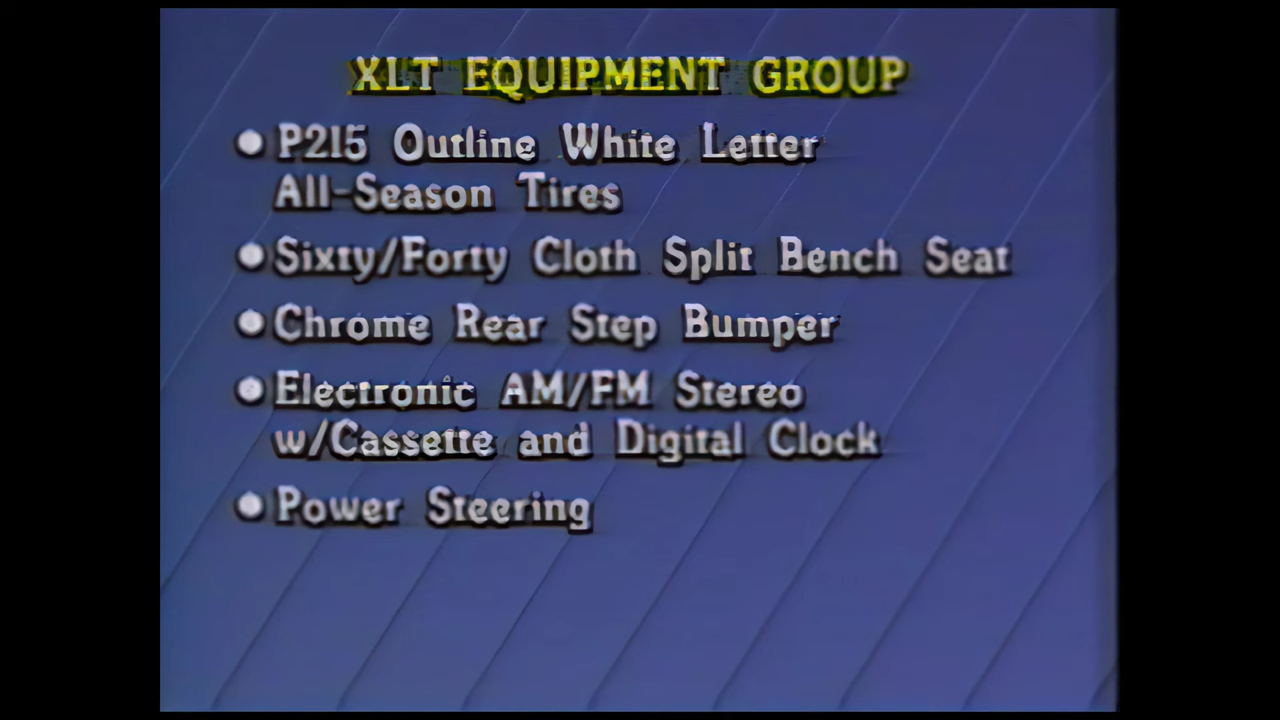 XLT EQUIPMENT GROUP
● P215 Outline White Letter
All-Season Tires
● Sixty/Forty Cloth Split Bench Seat
● Chrome Rear Step Bumper
● Electronic AM/FM Stereo
w/Cassette and Digital Clock
● Power Steering